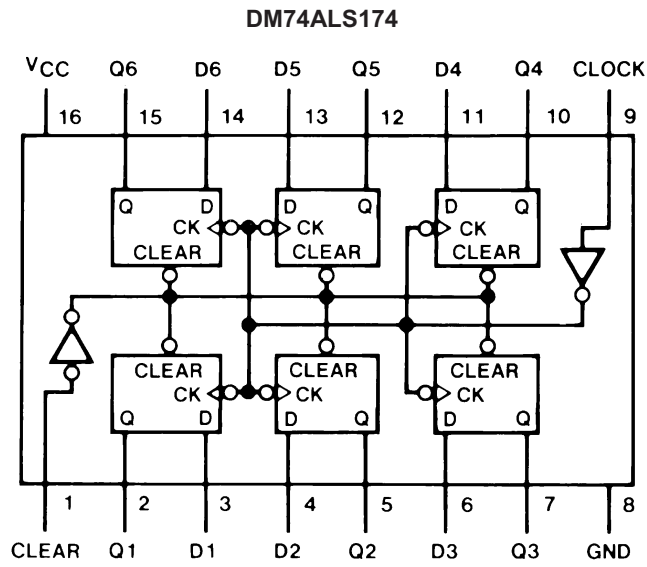 DM74ALS174
VCC Q6 D6 D5 Q5 D4 Q4 CLOCK
16 15 14 13 12 11 10 9
Q D D Q D Q
CK CK CK
CLEAR CLEAR CLEAR
CLEAR CLEAR CLEAR
CK CK CK
Q D D Q D Q
1 2 3 4 5 6 7 8
CLEAR Q1 D1 D2 Q2 D3 Q3 GND